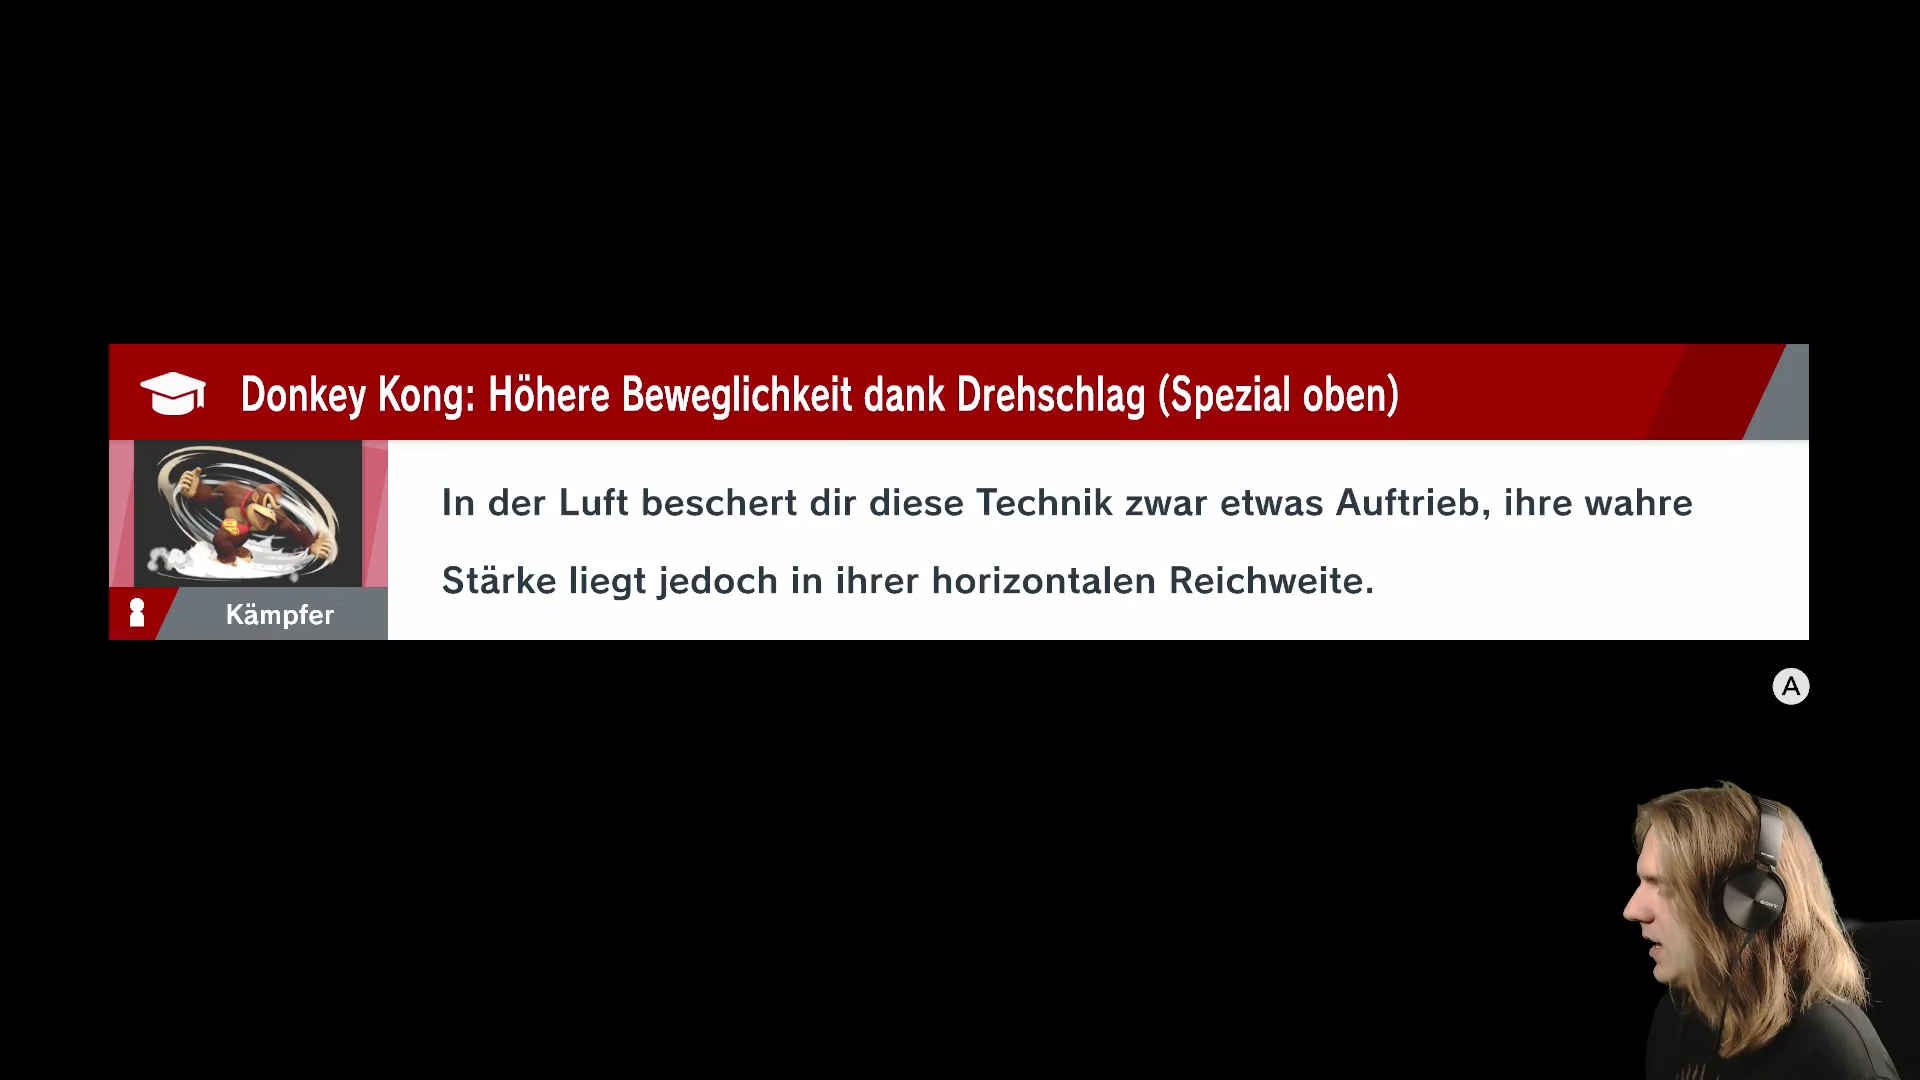 Donkey Kong: Höhere Beweglichkeit dank Drehschlag (Spezial oben)
In der Luft beschert dir diese Technik zwar etwas Auftrieb, ihre wahre
Stärke liegt jedoch in ihrer horizontalen Reichweite.
Kämpfer
A
SONY